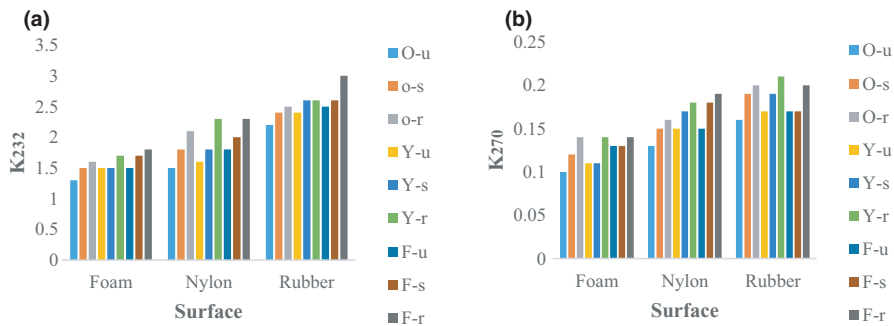 (a)
K232
3.5
3
2.5
2
1.5
1
0.5
0
Foam Nylon Rubber
Surface
O-u
o-s
o-r
Y-u
Y-s
Y-r
F-u
F-s
F-r
(b)
K270
0.25
0.2
0.15
0.1
0.05
0
Foam Nylon Rubber
Surface
O-u
O-s
O-r
Y-u
Y-s
Y-r
F-u
F-s
F-r